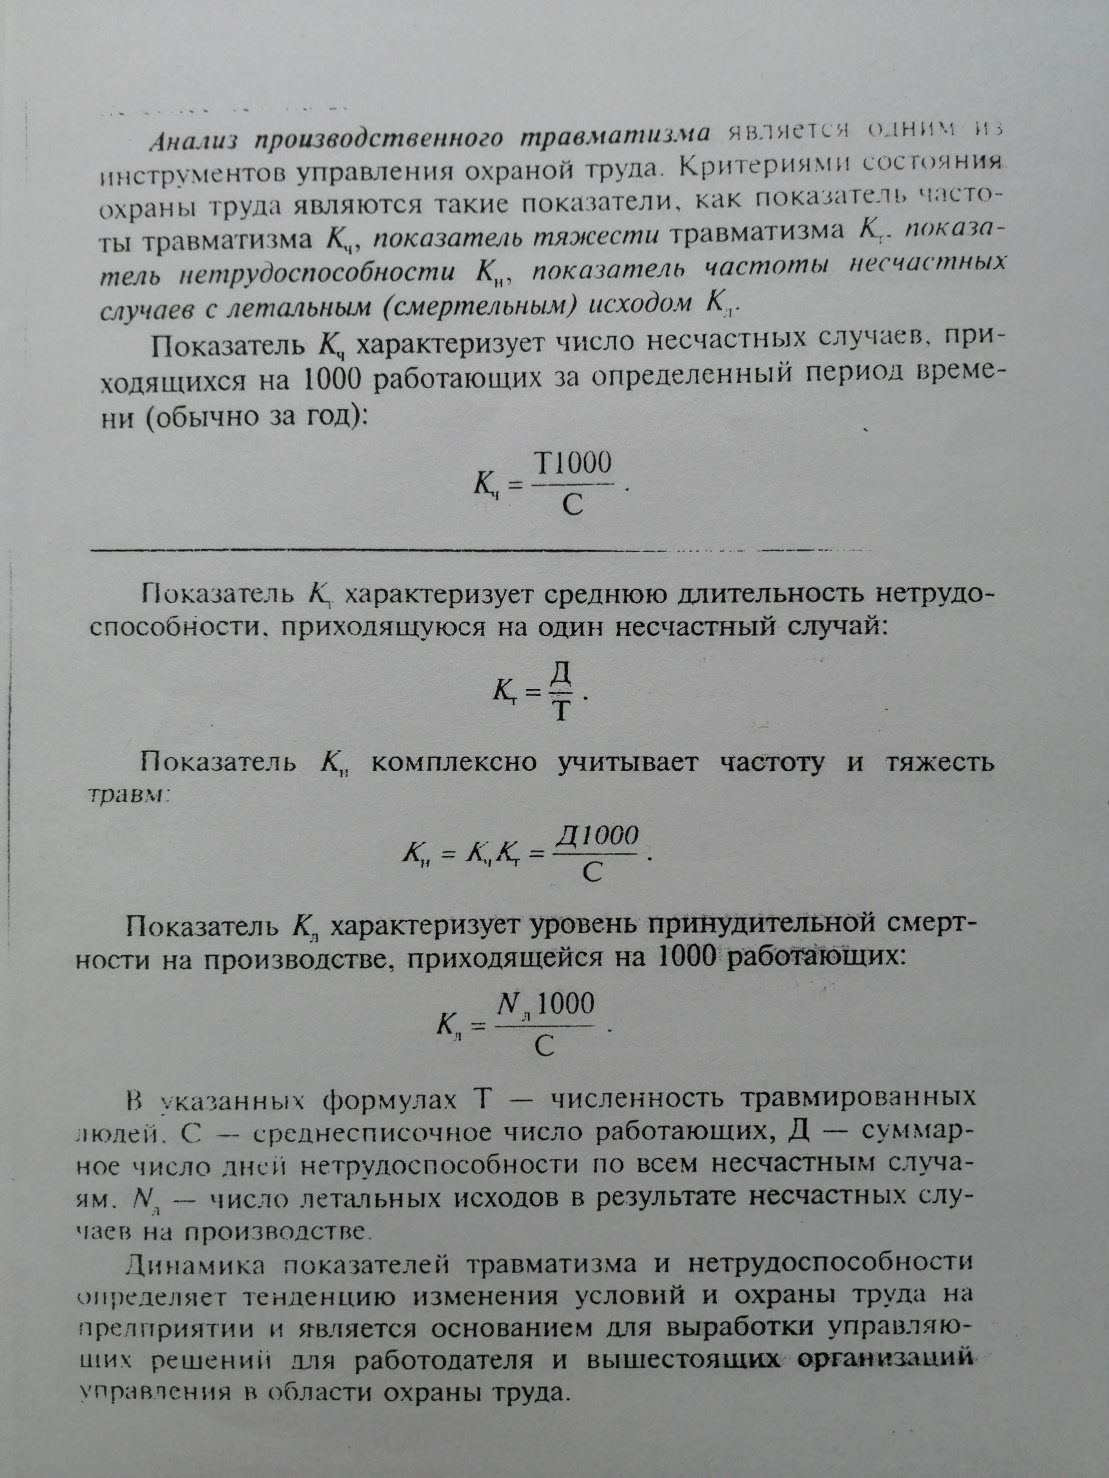 Анализ производственного травматизма является одним из
инструментов управления охраной труда. Критериями состояния
охраны труда являются такие показатели, как показатель часто-
ты травматизма Kч, показатель тяжести травматизма Kт, показа-
тель нетрудоспособности Kн, показатель частоты несчастных
случаев с летальным (смертельным) исходом Kл.
Показатель Kч характеризует число несчастных случаев, при-
ходящихся на 1000 работающих за определенный период време-
ни (обычно за год):
Kч = Т1000 / С .
Показатель Kт характеризует среднюю длительность нетрудо-
способности, приходящуюся на один несчастный случай:
Kт = Д / Т .
Показатель Kн комплексно учитывает частоту и тяжесть
травм:
Kн = KчKт = Д1000 / С .
Показатель Kл характеризует уровень принудительной смерт-
ности на производстве, приходящейся на 1000 работающих:
Kл = Nл1000 / С .
В указанных формулах Т — численность травмированных
людей. С — среднесписочное число работающих, Д — суммар-
ное число дней нетрудоспособности по всем несчастным случа-
ям. Nл — число летальных исходов в результате несчастных слу-
чаев на производстве.
Динамика показателей травматизма и нетрудоспособности
определяет тенденцию изменения условий и охраны труда на
предприятии и является основанием для выработки управляю-
щих решений для работодателя и вышестоящих организаций
управления в области охраны труда.